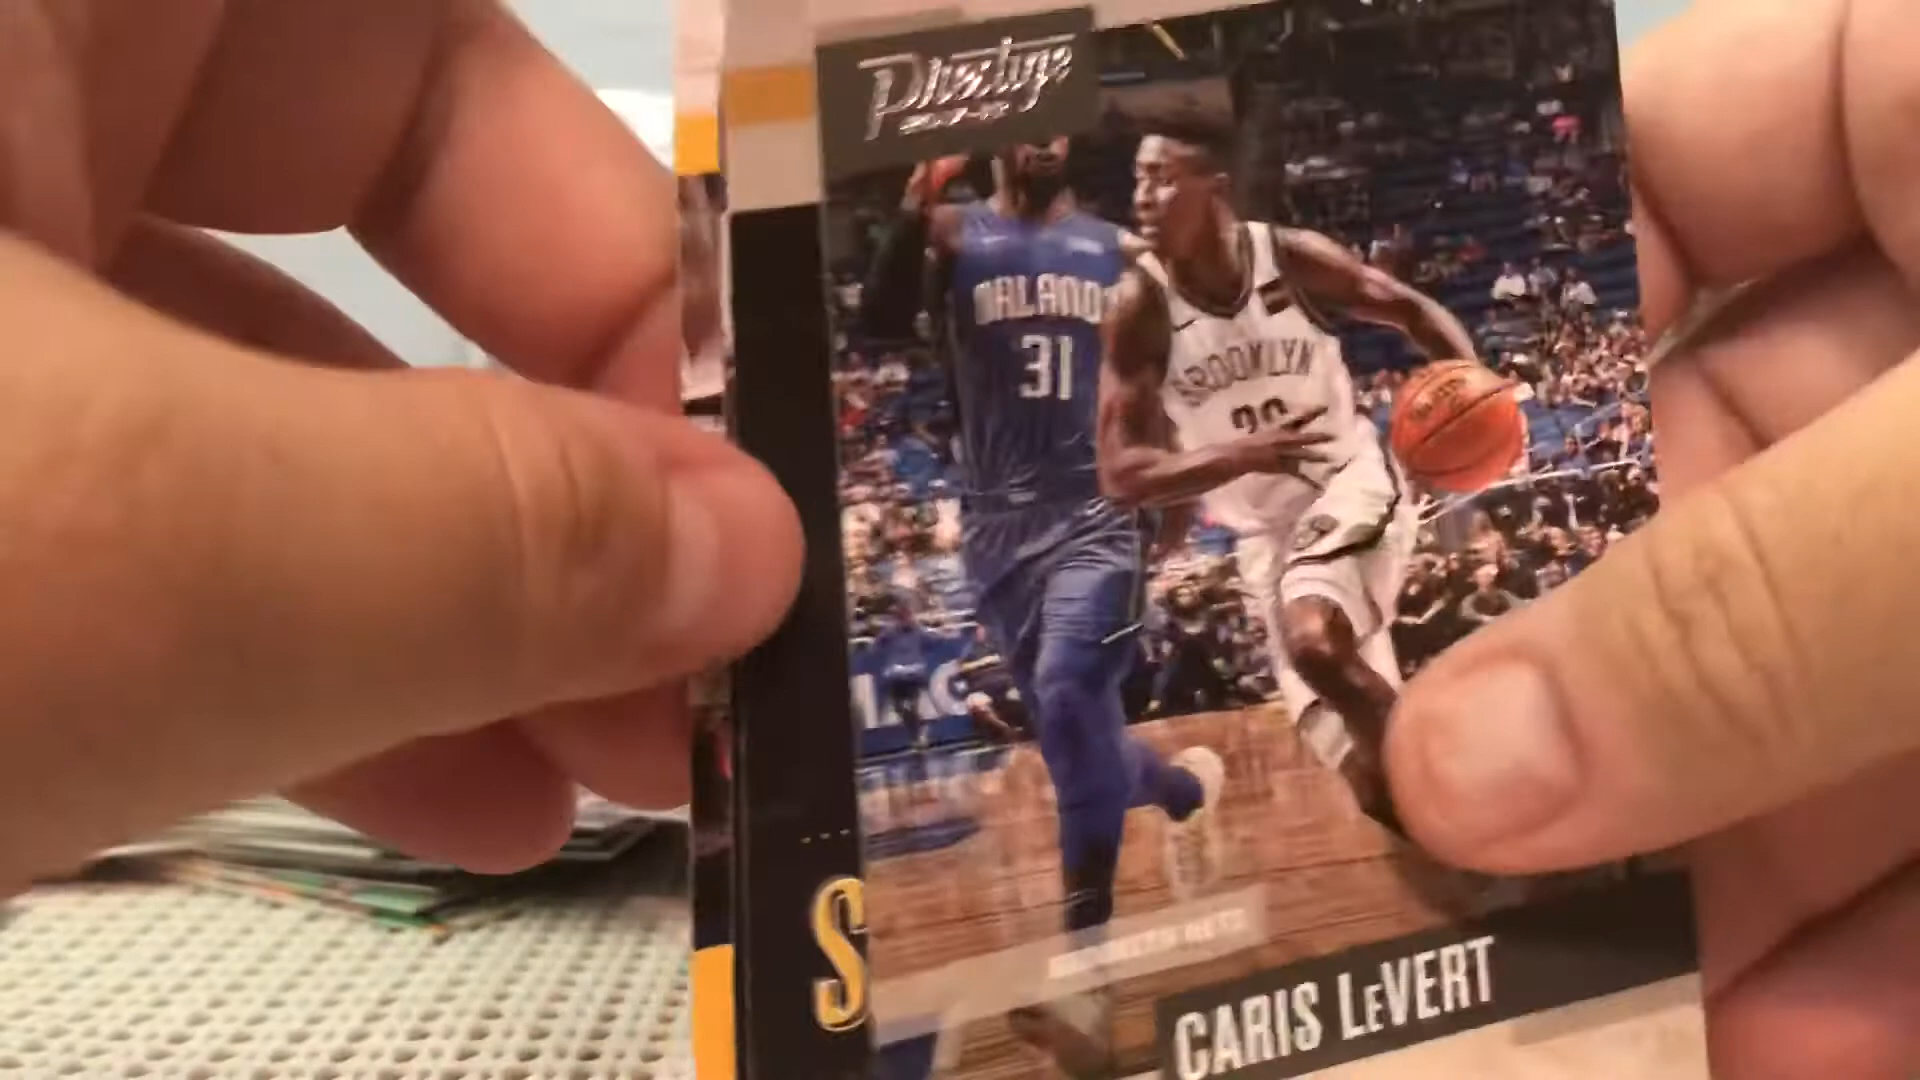 Prestige
ORLANDO
31
BROOKLYN
BROOKLYN NETS
S
CARIS LEVERT